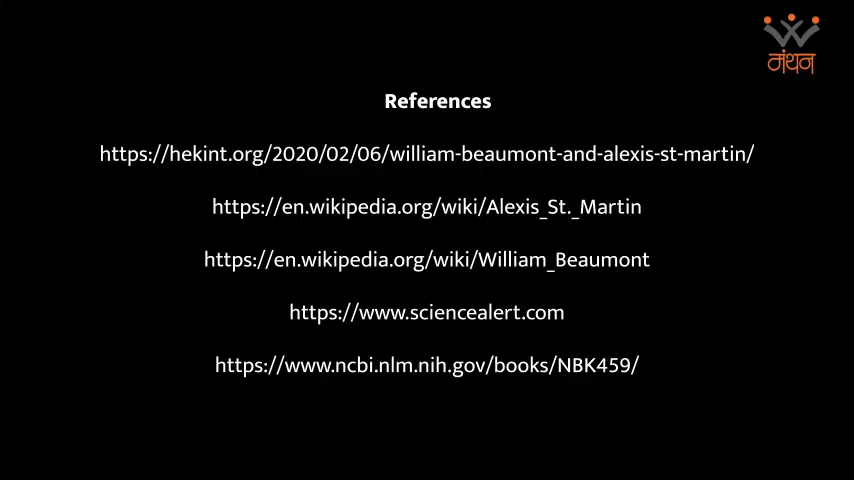 मंथन
References
https://hekint.org/2020/02/06/william-beaumont-and-alexis-st-martin/
https://en.wikipedia.org/wiki/Alexis_St._Martin
https://en.wikipedia.org/wiki/William_Beaumont
https://www.sciencealert.com
https://www.ncbi.nlm.nih.gov/books/NBK459/